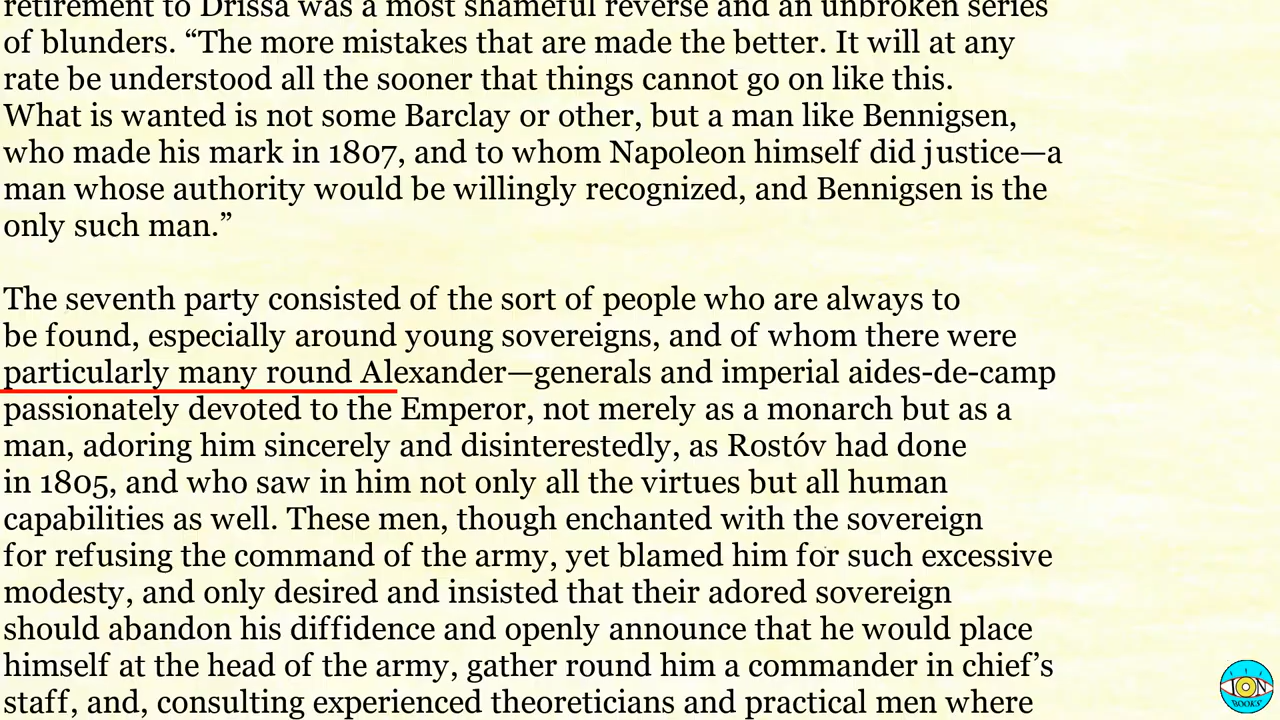 retirement to Drissa was a most shameful reverse and an unbroken series
of blunders. “The more mistakes that are made the better. It will at any
rate be understood all the sooner that things cannot go on like this.
What is wanted is not some Barclay or other, but a man like Bennigsen,
who made his mark in 1807, and to whom Napoleon himself did justice—a
man whose authority would be willingly recognized, and Bennigsen is the
only such man.”
The seventh party consisted of the sort of people who are always to
be found, especially around young sovereigns, and of whom there were
particularly many round Alexander—generals and imperial aides-de-camp
passionately devoted to the Emperor, not merely as a monarch but as a
man, adoring him sincerely and disinterestedly, as Rostóv had done
in 1805, and who saw in him not only all the virtues but all human
capabilities as well. These men, though enchanted with the sovereign
for refusing the command of the army, yet blamed him for such excessive
modesty, and only desired and insisted that their adored sovereign
should abandon his diffidence and openly announce that he would place
himself at the head of the army, gather round him a commander in chief’s
staff, and, consulting experienced theoreticians and practical men where
ION
BOOKS